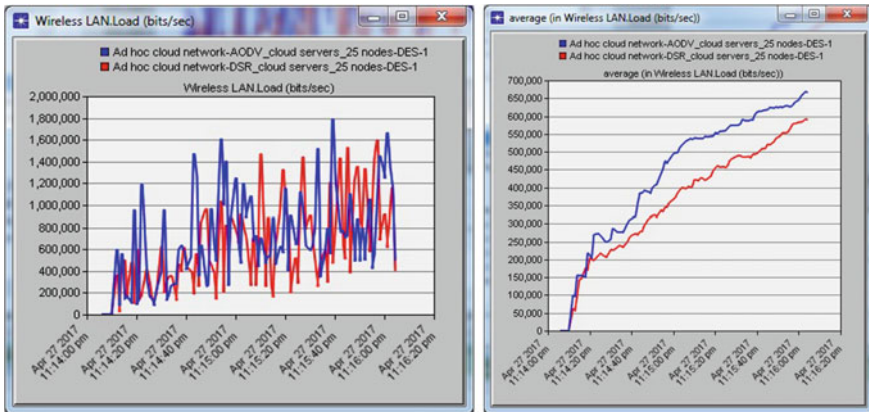 Wireless LAN.Load (bits/sec)
Ad hoc cloud network-AODV_cloud servers_25 nodes-DES-1
Ad hoc cloud network-DSR_cloud servers_25 nodes-DES-1
Wireless LAN.Load (bits/sec)
2,000,000
1,800,000
1,600,000
1,400,000
1,200,000
1,000,000
800,000
600,000
400,000
200,000
0
Apr 27 2017
11:14:00 pm
Apr 27 2017
11:14:20 pm
Apr 27 2017
11:14:40 pm
Apr 27 2017
11:15:00 pm
Apr 27 2017
11:15:20 pm
Apr 27 2017
11:15:40 pm
Apr 27 2017
11:16:00 pm
Apr 27 2017
11:16:20 pm
average (in Wireless LAN.Load (bits/sec))
Ad hoc cloud network-AODV_cloud servers_25 nodes-DES-1
Ad hoc cloud network-DSR_cloud servers_25 nodes-DES-1
average (in Wireless LAN.Load (bits/sec))
700,000
650,000
600,000
550,000
500,000
450,000
400,000
350,000
300,000
250,000
200,000
150,000
100,000
50,000
0
Apr 27 2017
11:14:00 pm
Apr 27 2017
11:14:20 pm
Apr 27 2017
11:14:40 pm
Apr 27 2017
11:15:00 pm
Apr 27 2017
11:15:20 pm
Apr 27 2017
11:15:40 pm
Apr 27 2017
11:16:00 pm
Apr 27 2017
11:16:20 pm